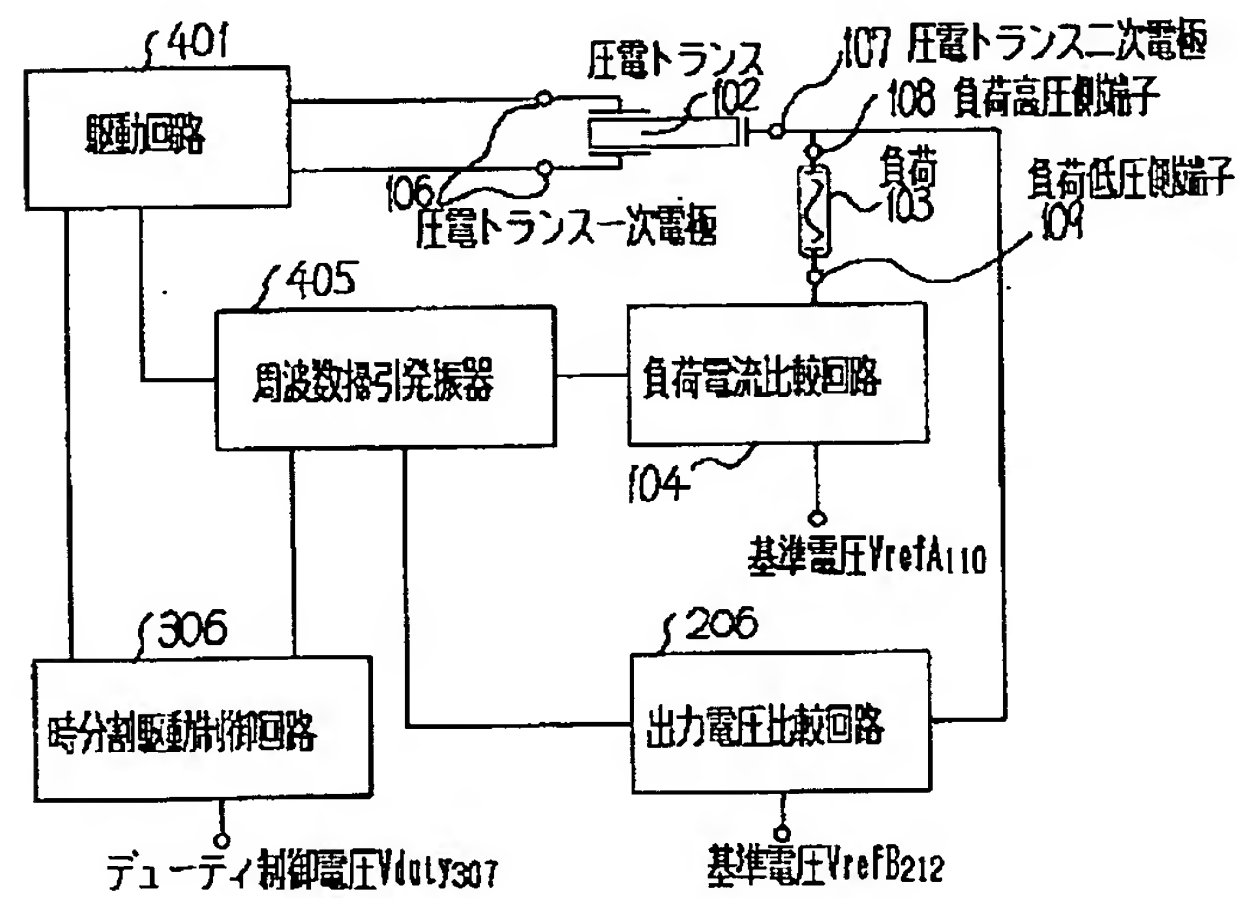 401
駆動回路
圧電トランス
102
107 圧電トランス二次電極
108 負荷高圧側端子
負荷
103
負荷低圧側端子
109
106
圧電トランス一次電極
405
周波数掃引発振器
負荷電流比較回路
104
基準電圧VrefA110
306
時分割駆動制御回路
デューティ制御電圧Vduty307
206
出力電圧比較回路
基準電圧VrefB212